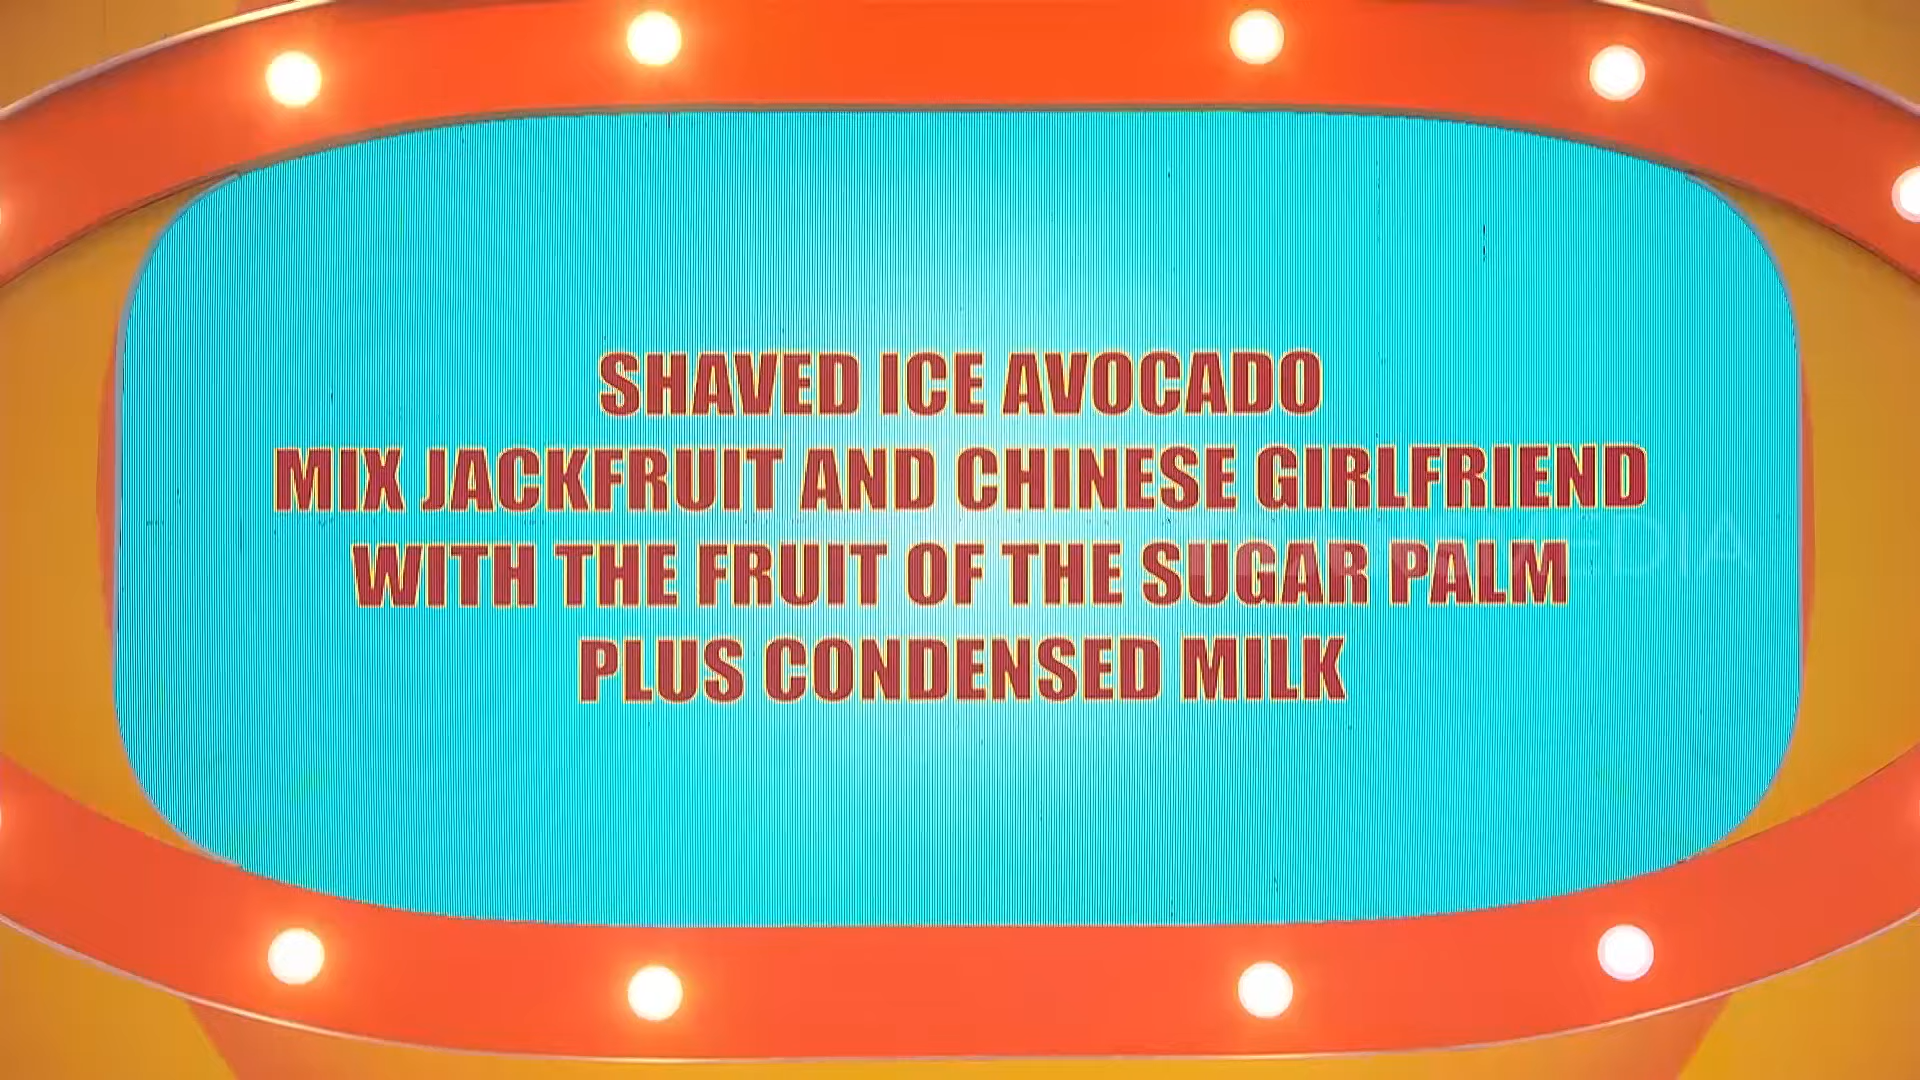 SHAVED ICE AVOCADO
MIX JACKFRUIT AND CHINESE GIRLFRIEND
WITH THE FRUIT OF THE SUGAR PALM
PLUS CONDENSED MILK